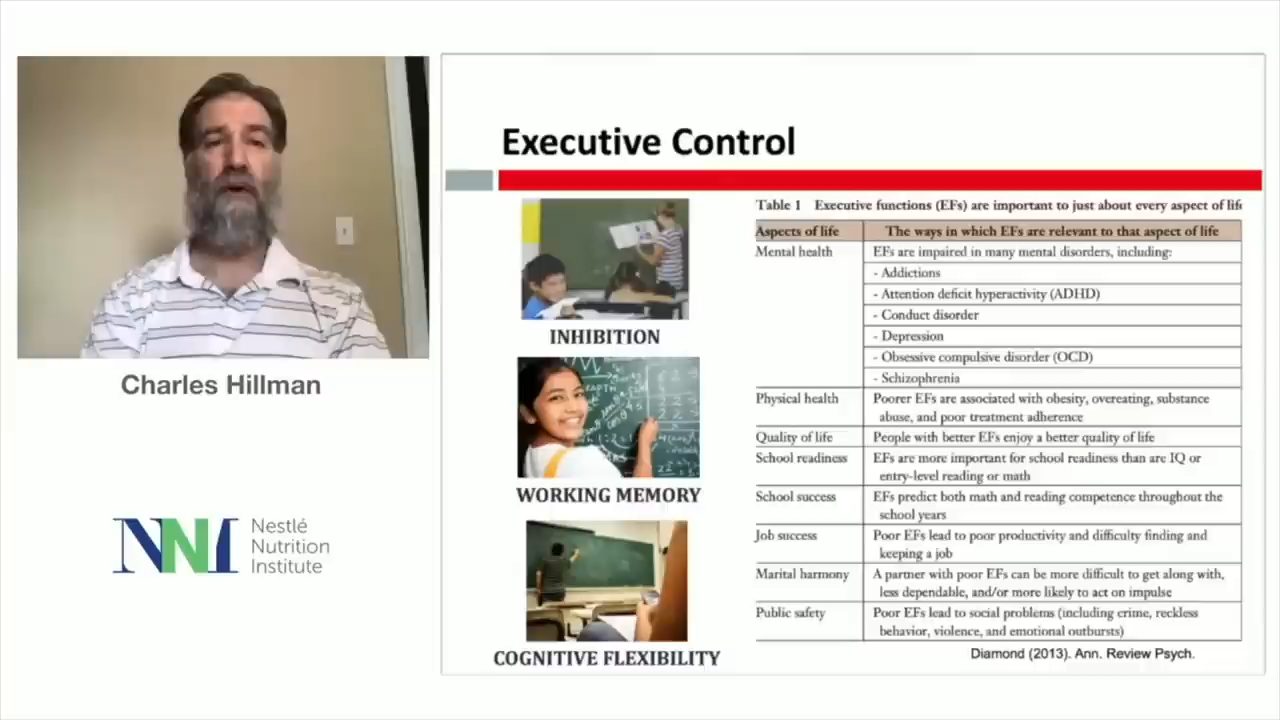 Charles Hillman
NNI
Nestlé
Nutrition
Institute
Executive Control
INHIBITION
WORKING MEMORY
COGNITIVE FLEXIBILITY
Table 1 Executive functions (EFs) are important to just about every aspect of life
Aspects of life The ways in which EFs are relevant to that aspect of life
Mental health EFs are impaired in many mental disorders, including:
- Addictions
- Attention deficit hyperactivity (ADHD)
- Conduct disorder
- Depression
- Obsessive compulsive disorder (OCD)
- Schizophrenia
Physical health Poorer EFs are associated with obesity, overeating, substance
abuse, and poor treatment adherence
Quality of life People with better EFs enjoy a better quality of life
School readiness EFs are more important for school readiness than are IQ or
entry-level reading or math
School success EFs predict both math and reading competence throughout the
school years
Job success Poor EFs lead to poor productivity and difficulty finding and
keeping a job
Marital harmony A partner with poor EFs can be more difficult to get along with,
less dependable, and/or more likely to act on impulse
Public safety Poor EFs lead to social problems (including crime, reckless
behavior, violence, and emotional outbursts)
Diamond (2013). Ann. Review Psych.